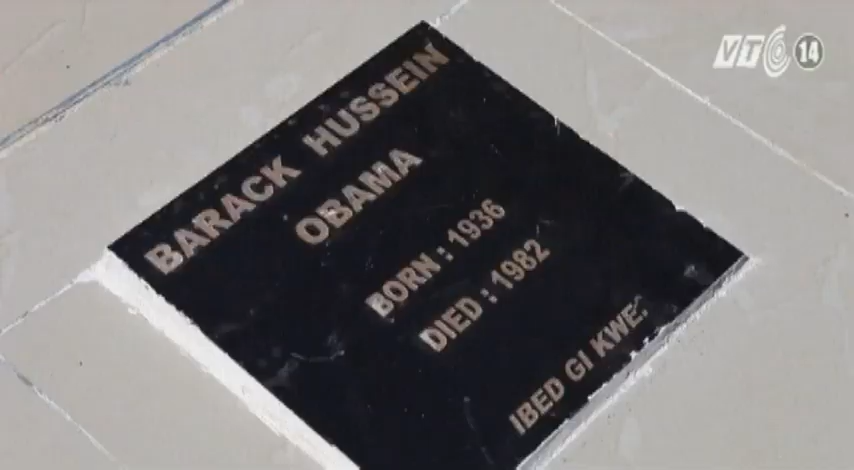 VTC 14
BARACK HUSSEIN
OBAMA
BORN : 1936
DIED : 1982
IBED GI KWE.